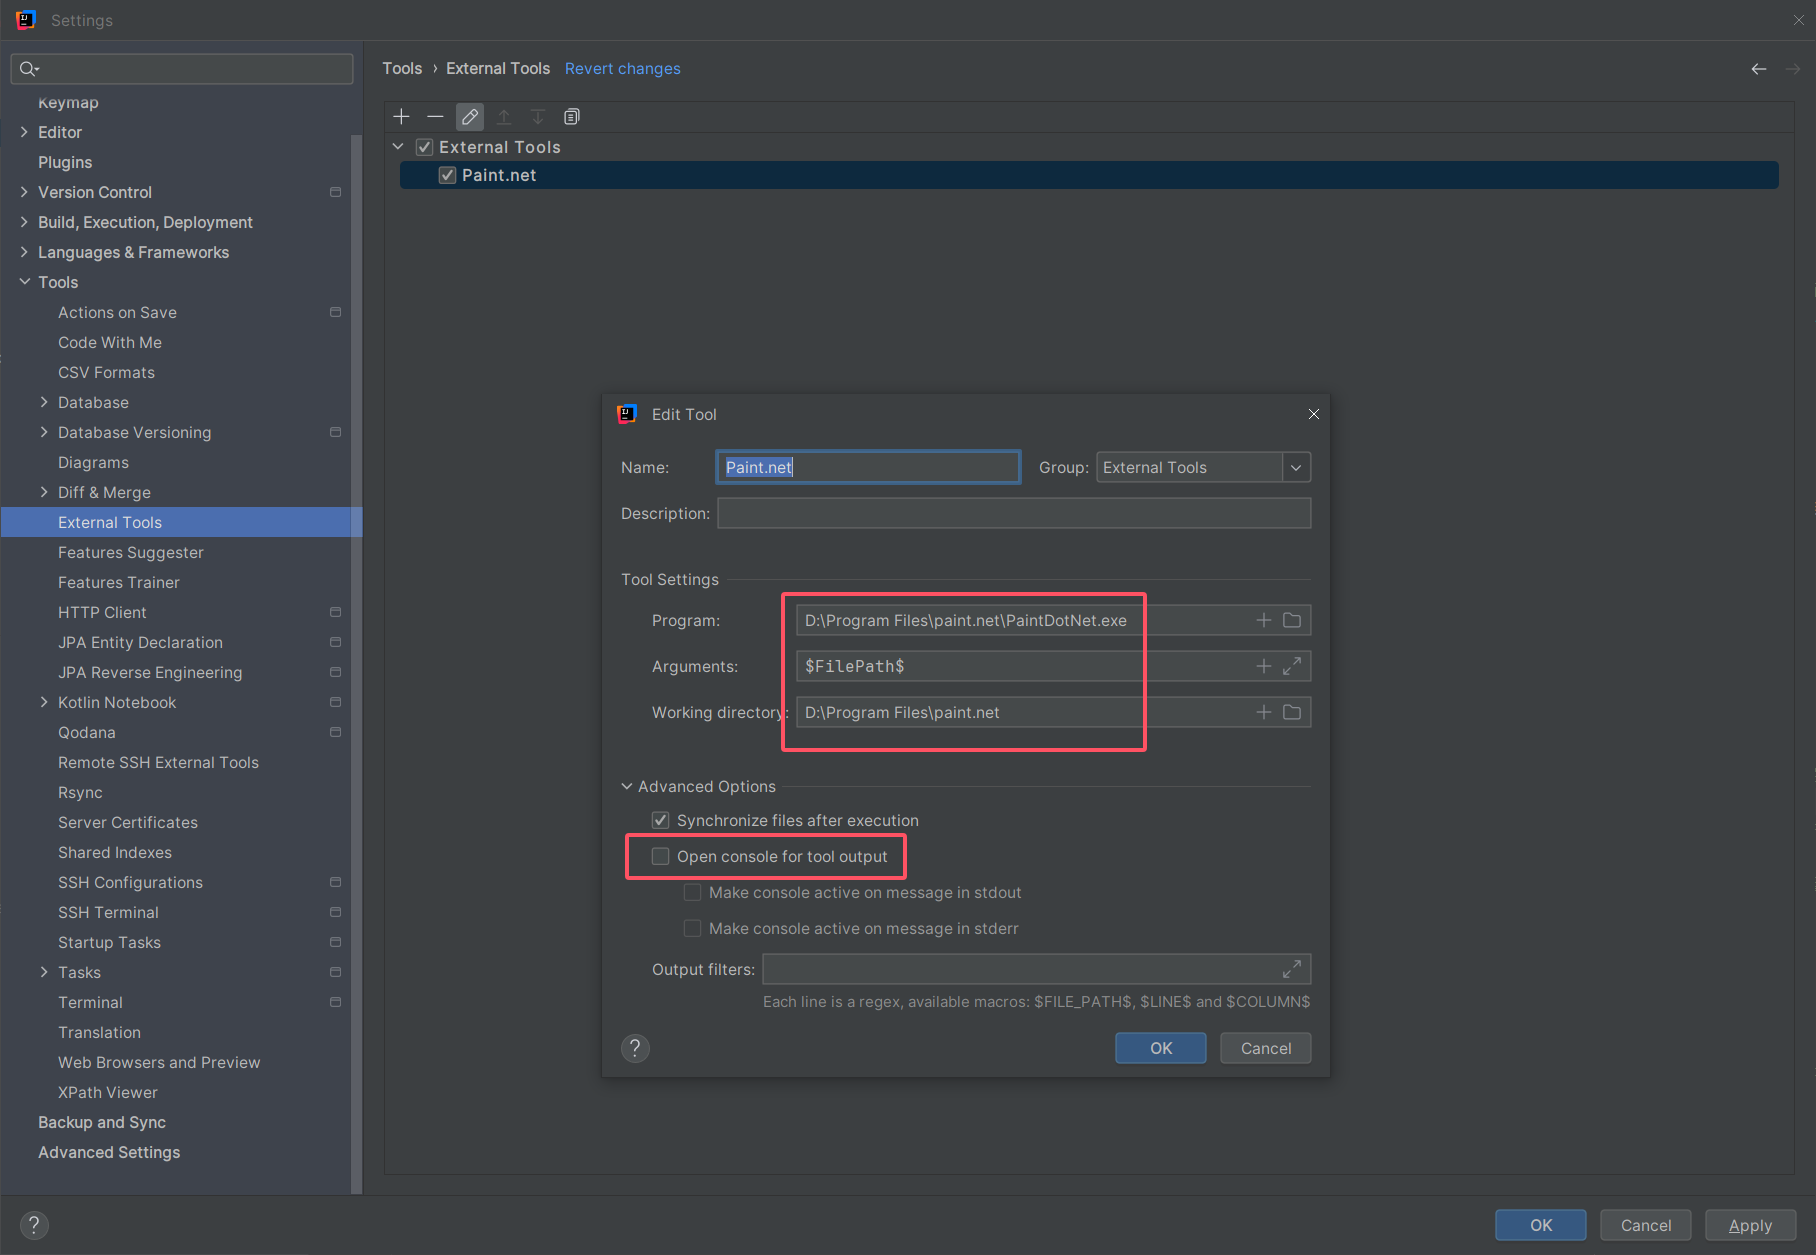 Settings
Keymap
Editor
Plugins
Version Control
Build, Execution, Deployment
Languages & Frameworks
Tools
Actions on Save
Code With Me
CSV Formats
Database
Database Versioning
Diagrams
Diff & Merge
External Tools
Features Suggester
Features Trainer
HTTP Client
JPA Entity Declaration
JPA Reverse Engineering
Kotlin Notebook
Qodana
Remote SSH External Tools
Rsync
Server Certificates
Shared Indexes
SSH Configurations
SSH Terminal
Startup Tasks
Tasks
Terminal
Translation
Web Browsers and Preview
XPath Viewer
Backup and Sync
Advanced Settings
Tools › External Tools Revert changes
External Tools
Paint.net
Edit Tool
Name: Paint.net Group: External Tools
Description:
Tool Settings
Program: D:\Program Files\paint.net\PaintDotNet.exe
Arguments: $FilePath$
Working directory: D:\Program Files\paint.net
Advanced Options
Synchronize files after execution
Open console for tool output
Make console active on message in stdout
Make console active on message in stderr
Output filters:
Each line is a regex, available macros: $FILE_PATH$, $LINE$ and $COLUMN$
? OK Cancel
? OK Cancel Apply